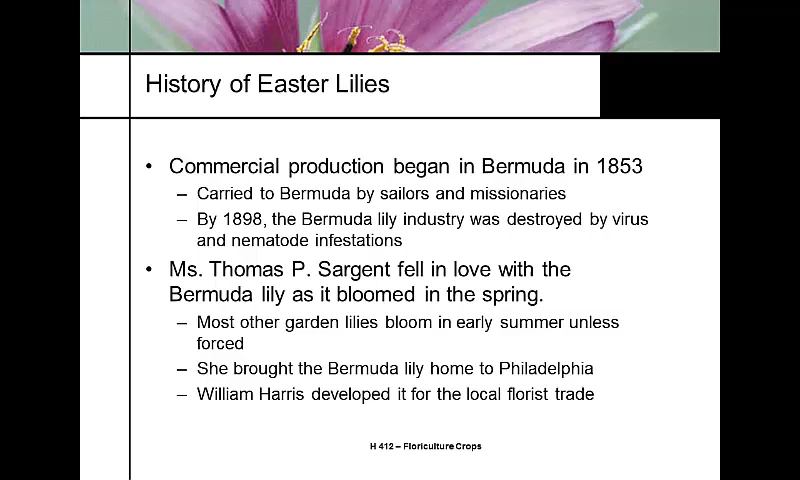 History of Easter Lilies
• Commercial production began in Bermuda in 1853
– Carried to Bermuda by sailors and missionaries
– By 1898, the Bermuda lily industry was destroyed by virus
and nematode infestations
• Ms. Thomas P. Sargent fell in love with the
Bermuda lily as it bloomed in the spring.
– Most other garden lilies bloom in early summer unless
forced
– She brought the Bermuda lily home to Philadelphia
– William Harris developed it for the local florist trade
H 412 – Floriculture Crops